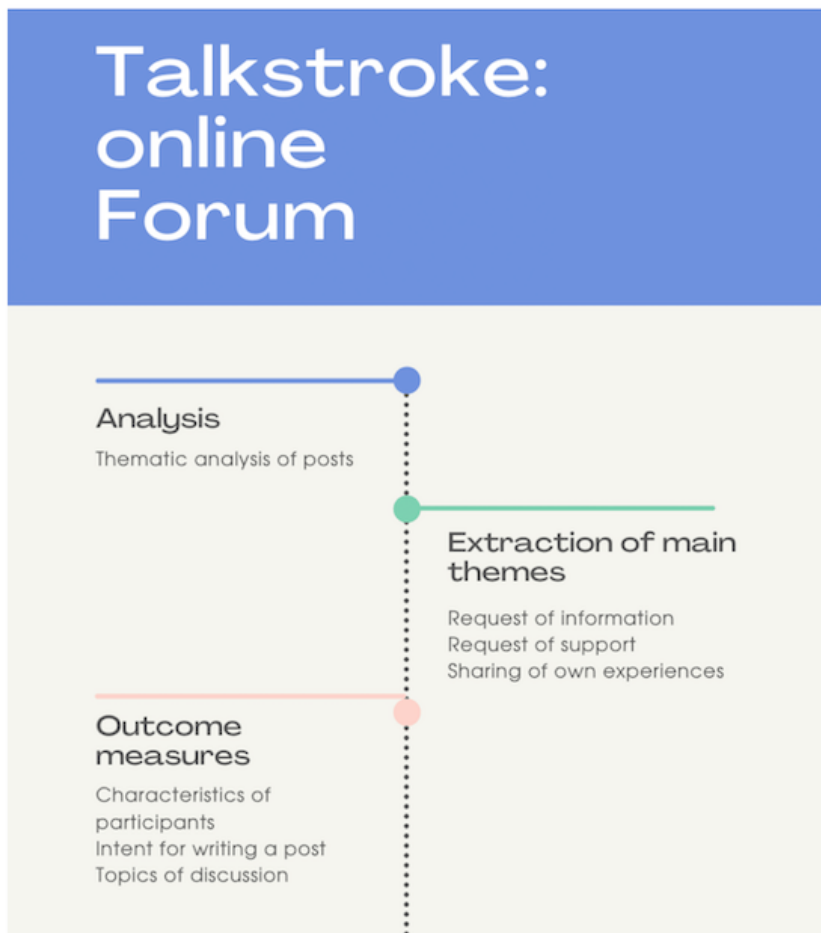 Talkstroke:
online
Forum
Analysis
Thematic analysis of posts
Extraction of main
themes
Request of information
Request of support
Sharing of own experiences
Outcome
measures
Characteristics of
participants
Intent for writing a post
Topics of discussion